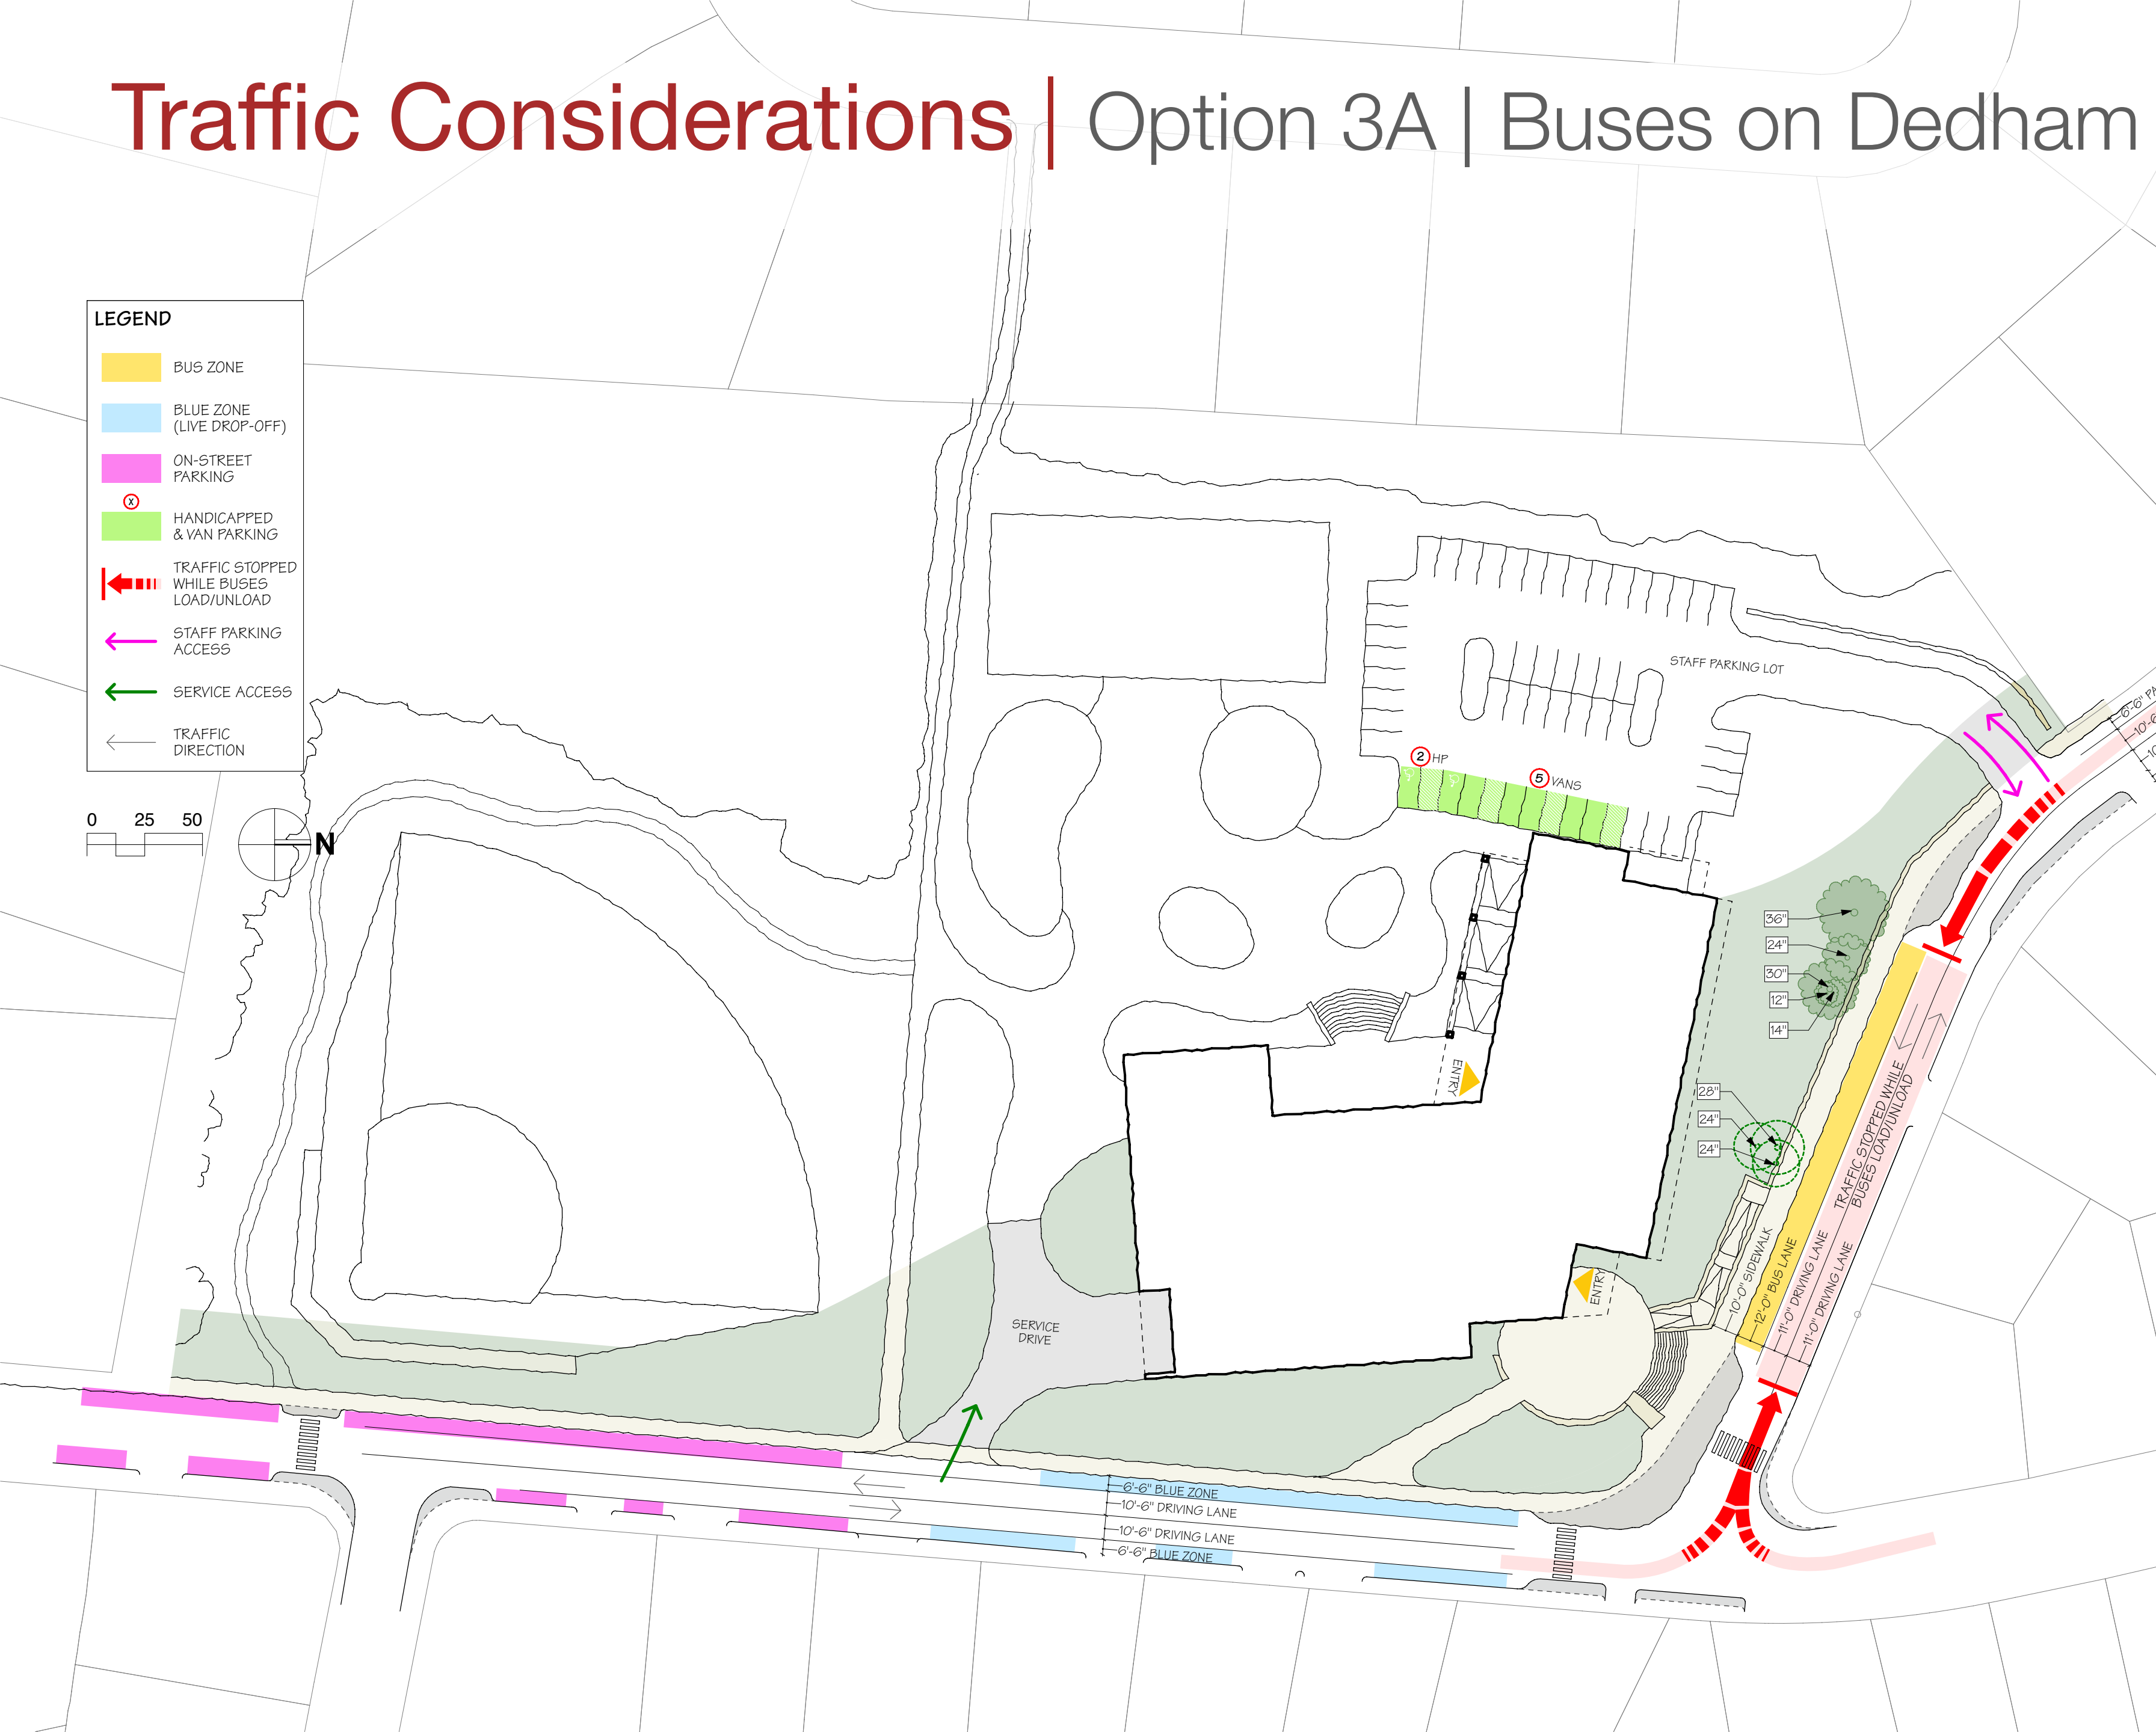 Traffic Considerations | Option 3A | Buses on Dedham
LEGEND
BUS ZONE
BLUE ZONE
(LIVE DROP-OFF)
ON-STREET
PARKING
X
HANDICAPPED
& VAN PARKING
TRAFFIC STOPPED
WHILE BUSES
LOAD/UNLOAD
STAFF PARKING
ACCESS
SERVICE ACCESS
TRAFFIC
DIRECTION
0 25 50
N
STAFF PARKING LOT
2 HP
5 VANS
36"
24"
30"
12"
14"
28"
24"
24"
ENTRY
ENTRY
SERVICE
DRIVE
10'-0" SIDEWALK
12'-0" BUS LANE
11'-0" DRIVING LANE
11'-0" DRIVING LANE
TRAFFIC STOPPED WHILE
BUSES LOAD/UNLOAD
6'-6" BLUE ZONE
10'-6" DRIVING LANE
10'-6" DRIVING LANE
6'-6" BLUE ZONE
6'-6"